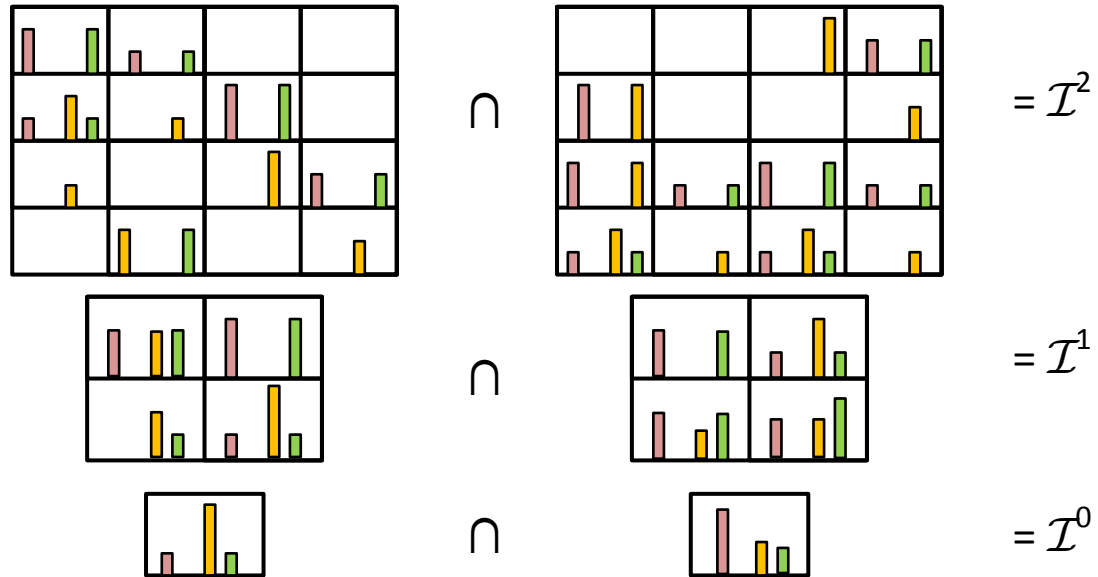 ∩ = 𝓘²
∩ = 𝓘¹
∩ = 𝓘⁰